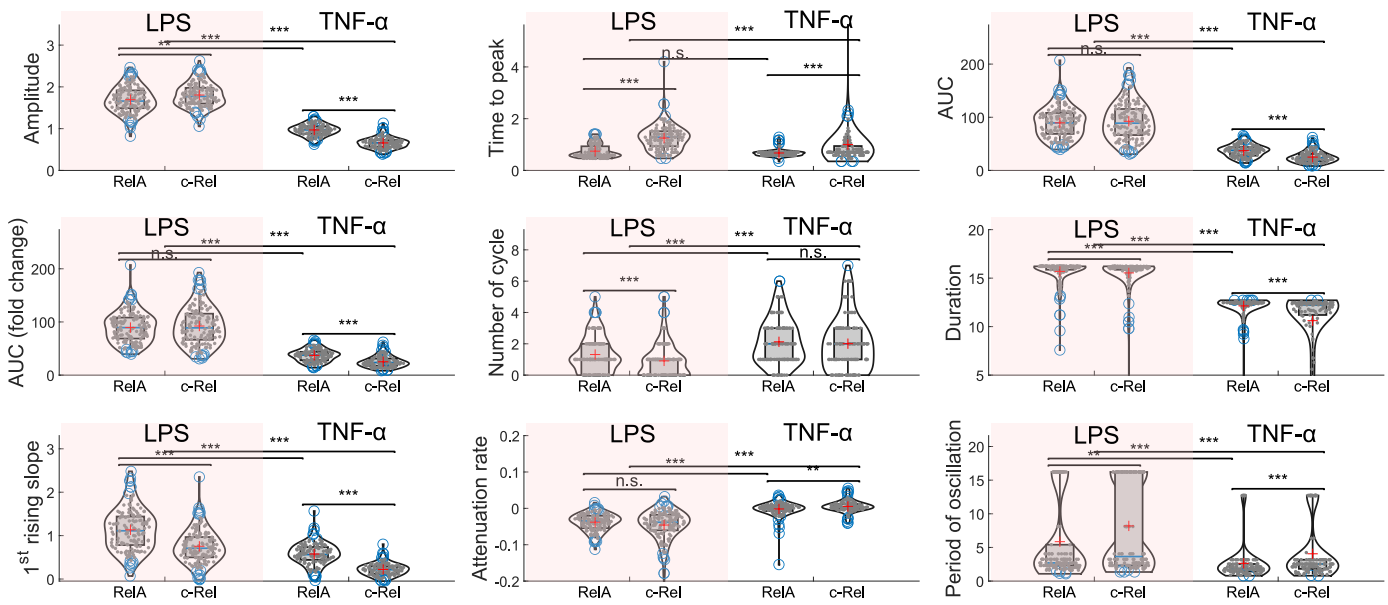 LPS TNF-α
***
***
** ***
***
Amplitude
3
2
1
0
RelA c-Rel RelA c-Rel
LPS TNF-α
***
n.s.
***
***
Time to peak
4
2
0
RelA c-Rel RelA c-Rel
LPS TNF-α
***
***
n.s.
***
AUC
200
100
0
RelA c-Rel RelA c-Rel
LPS TNF-α
***
***
n.s.
***
AUC (fold change)
200
100
0
RelA c-Rel RelA c-Rel
LPS TNF-α
***
***
n.s.
***
Number of cycle
8
6
4
2
0
RelA c-Rel RelA c-Rel
LPS TNF-α
***
*** ***
***
Duration
20
15
10
5
RelA c-Rel RelA c-Rel
LPS TNF-α
***
*** ***
***
1st rising slope
3
2
1
0
RelA c-Rel RelA c-Rel
LPS TNF-α
***
***
**
n.s.
Attenuation rate
0.2
0.1
0
-0.1
-0.2
RelA c-Rel RelA c-Rel
LPS TNF-α
***
** ***
***
Period of oscillation
25
20
15
10
5
0
RelA c-Rel RelA c-Rel